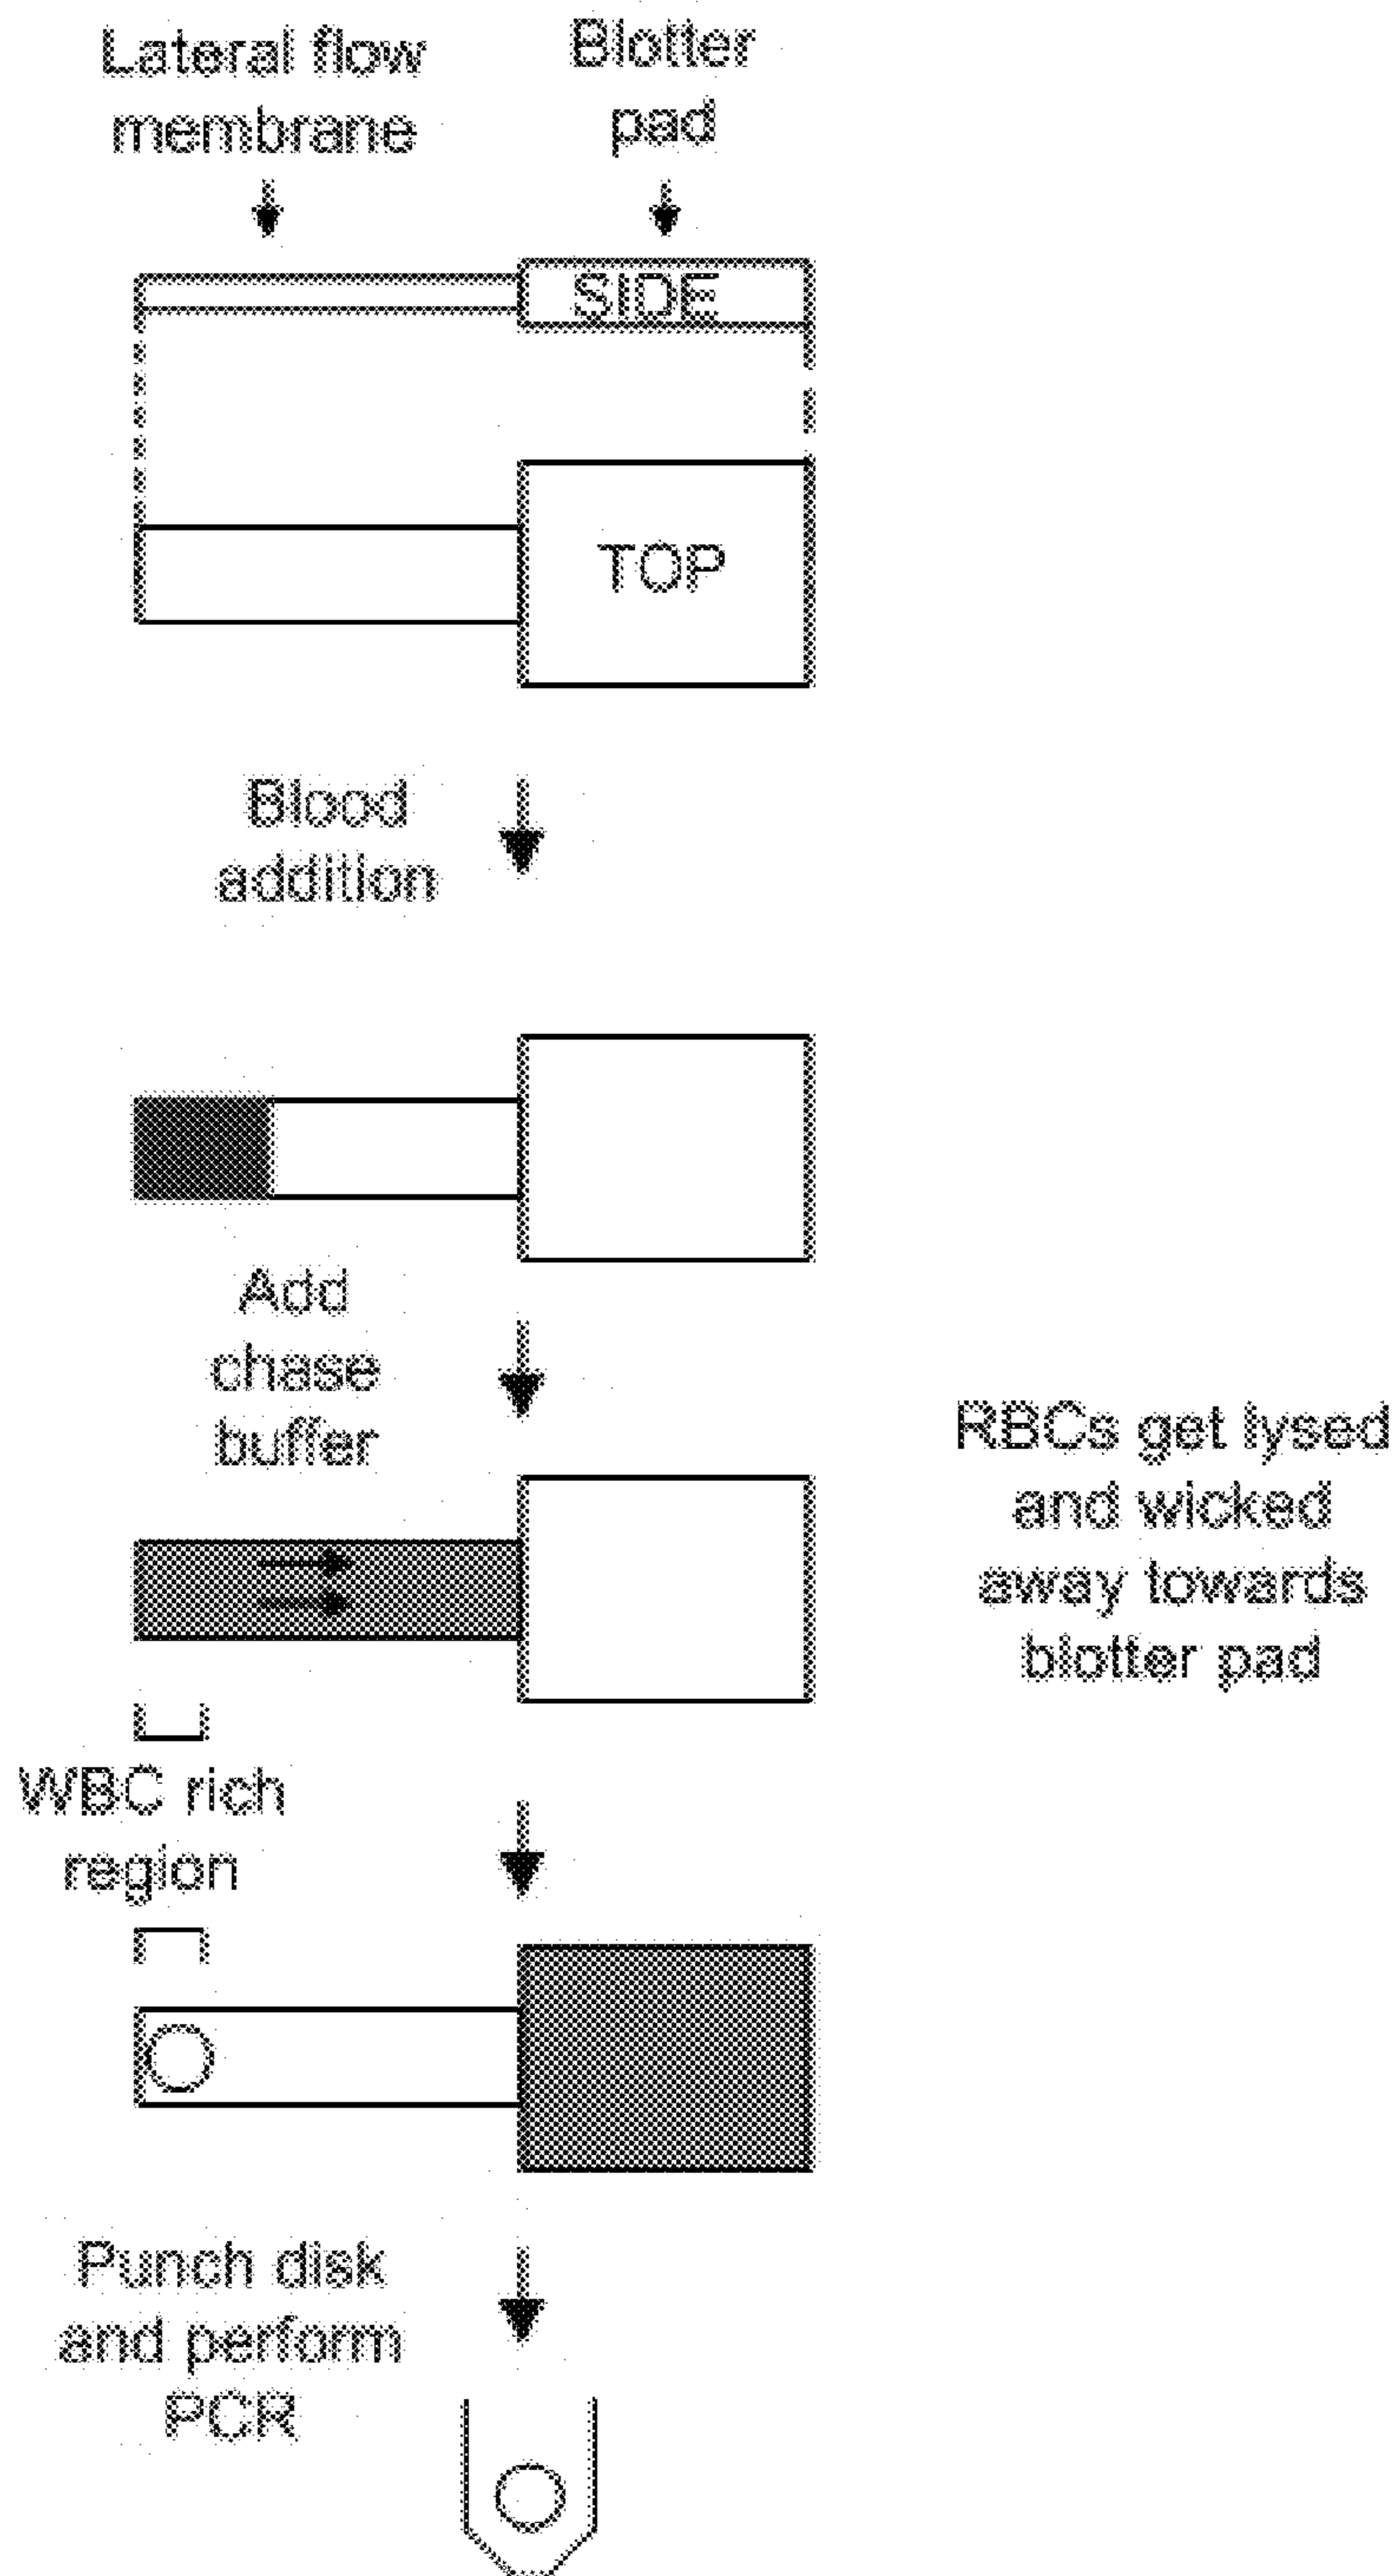 Lateral flow
membrane
Blotter
pad
SIDE
TOP
Blood
addition
Add
chase
buffer
RBCs get lysed
and wicked
away towards
blotter pad
WBC rich
region
Punch disk
and perform
PCR